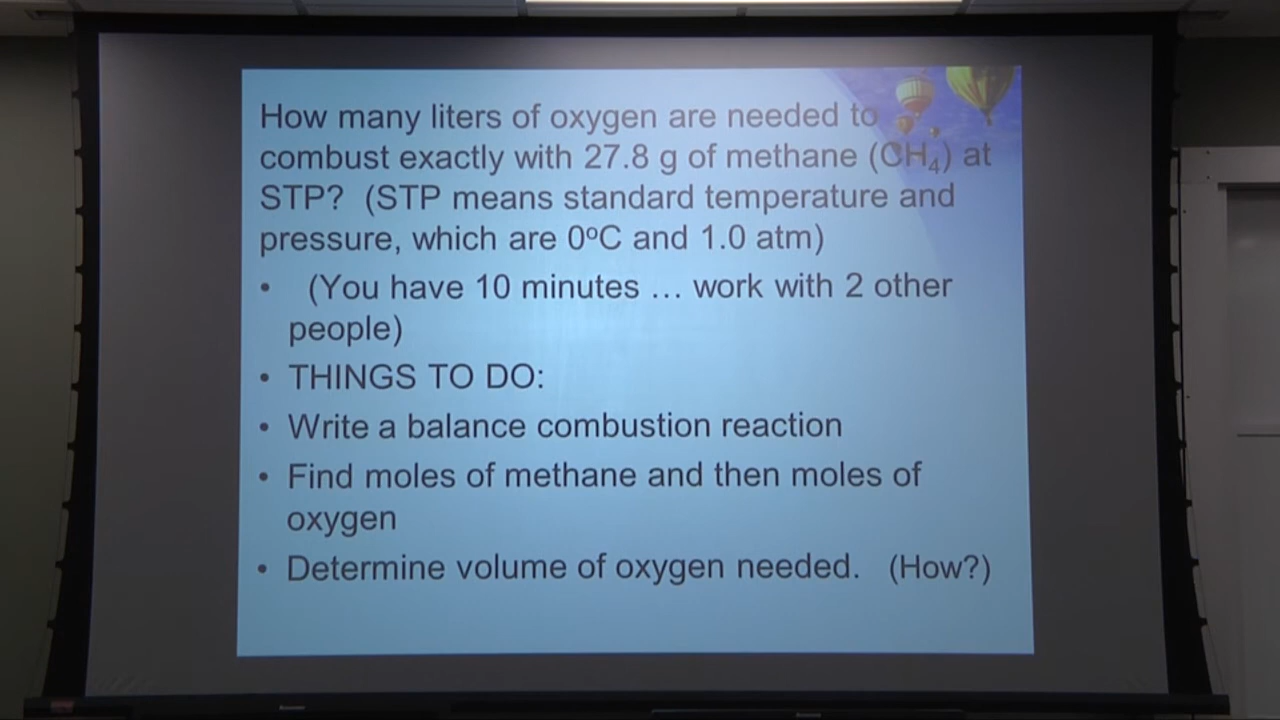 How many liters of oxygen are needed to
combust exactly with 27.8 g of methane (CH₄) at
STP? (STP means standard temperature and
pressure, which are 0ºC and 1.0 atm)
• (You have 10 minutes … work with 2 other
people)
• THINGS TO DO:
• Write a balance combustion reaction
• Find moles of methane and then moles of
oxygen
• Determine volume of oxygen needed. (How?)